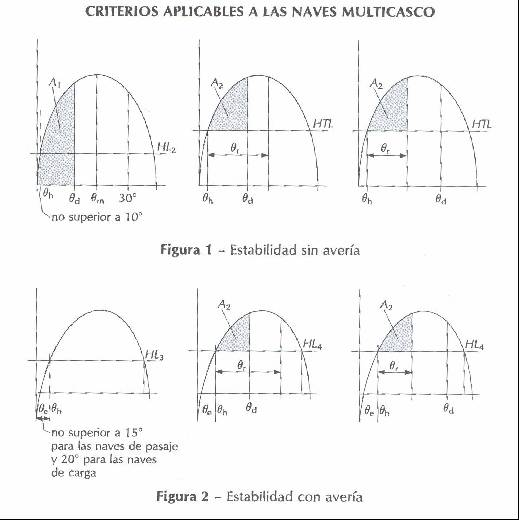 CRITERIOS APLICABLES A LAS NAVES MULTICASCO
A1
HL2
θh θd θm 30°
no superior a 10°
A2
HTL
θr
θh θd
A2
HTL
θr
θh θd
Figura 1 – Estabilidad sin avería
HL3
θe θh
no superior a 15°
para las naves de pasaje
y 20° para las naves
de carga
A2
HL4
θr
θe θh θd
A2
HL4
θr
θe θh θd
Figura 2 – Estabilidad con avería